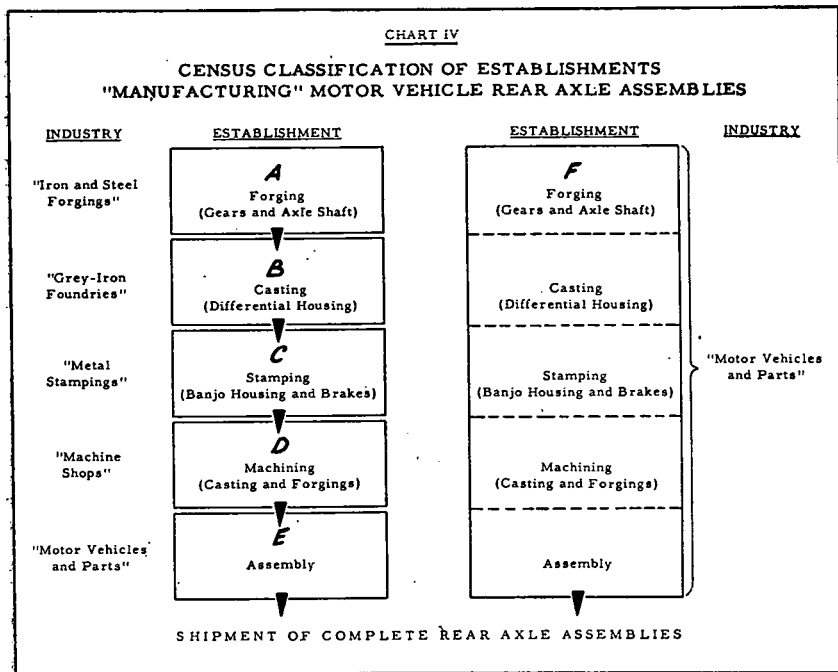 CHART IV
CENSUS CLASSIFICATION OF ESTABLISHMENTS
"MANUFACTURING" MOTOR VEHICLE REAR AXLE ASSEMBLIES
INDUSTRY
ESTABLISHMENT
ESTABLISHMENT
INDUSTRY
"Iron and Steel
Forgings"
A
Forging
(Gears and Axle Shaft)
"Grey-Iron
Foundries"
B
Casting
(Differential Housing)
"Metal
Stampings"
C
Stamping
(Banjo Housing and Brakes)
"Machine
Shops"
D
Machining
(Casting and Forgings)
"Motor Vehicles
and Parts"
E
Assembly
F
Forging
(Gears and Axle Shaft)
Casting
(Differential Housing)
Stamping
(Banjo Housing and Brakes)
Machining
(Casting and Forgings)
Assembly
"Motor Vehicles
and Parts"
SHIPMENT OF COMPLETE REAR AXLE ASSEMBLIES